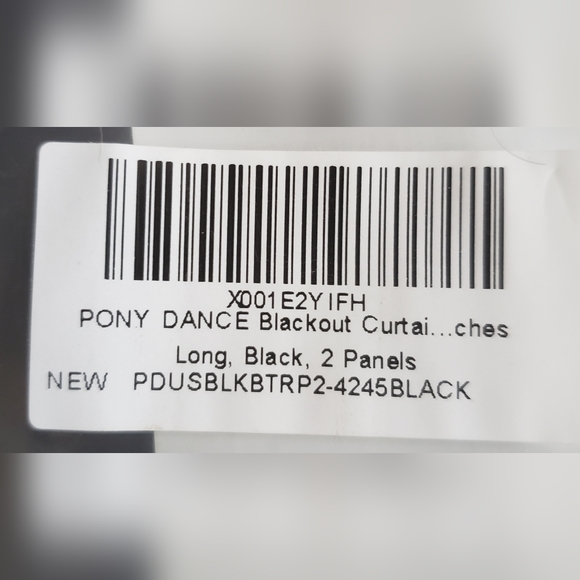 X001E2YIFH
PONY DANCE Blackout Curtai...ches
Long, Black, 2 Panels
NEW PDUSBLKBTRP2-4245BLACK